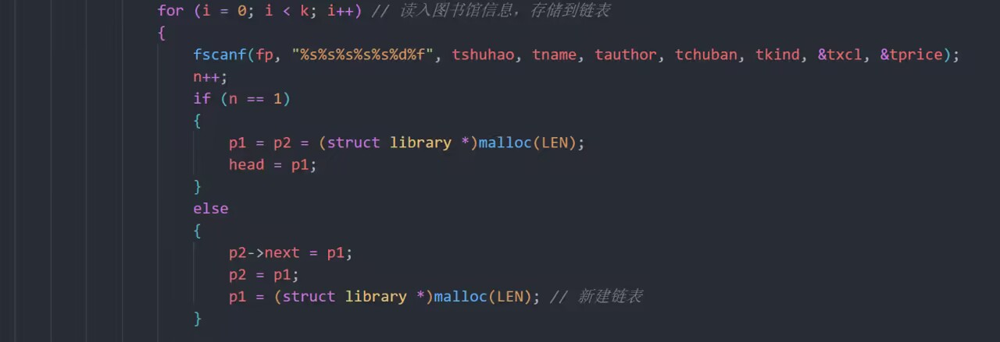 for (i = 0; i < k; i++) // 读入图书馆信息，存储到链表
{
fscanf(fp, "%s%s%s%s%s%d%f", tshuhao, tname, tauthor, tchuban, tkind, &txcl, &tprice);
n++;
if (n == 1)
{
p1 = p2 = (struct library *)malloc(LEN);
head = p1;
}
else
{
p2->next = p1;
p2 = p1;
p1 = (struct library *)malloc(LEN); // 新建链表
}